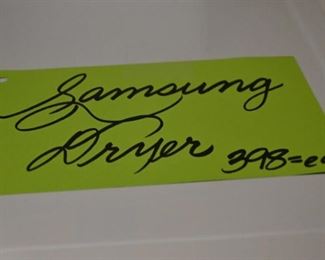 Samsung
Dryer 398=